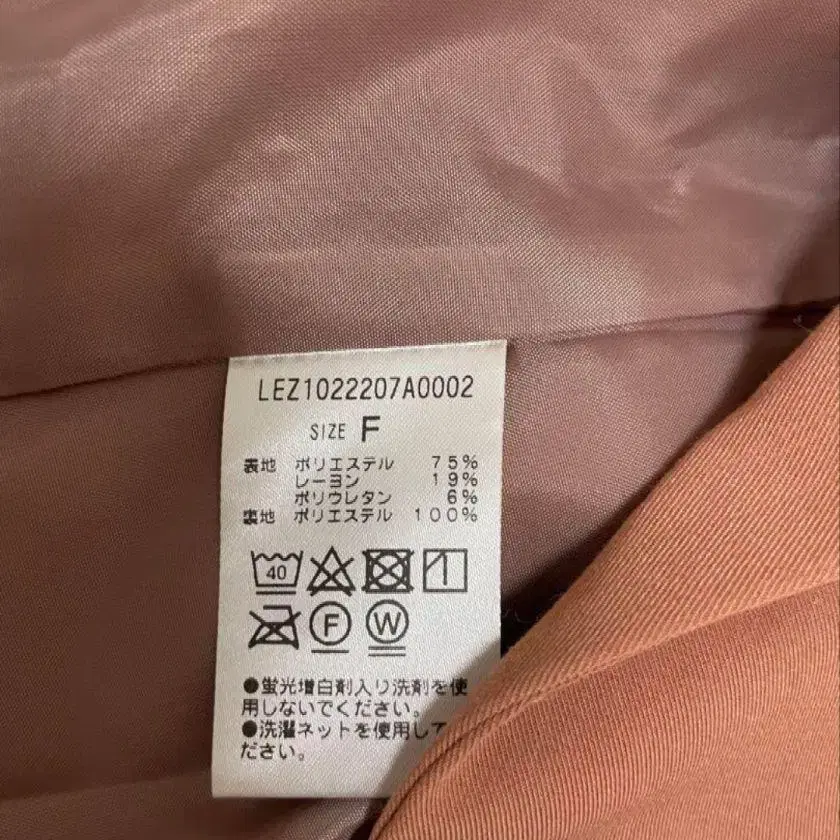 LEZ1022207A0002
SIZE F
表地 ポリエステル 75%
レーヨン 19%
ポリウレタン 6%
裏地 ポリエステル 100%
40
F W
●蛍光増白剤入り洗剤を使
用しないでください。
●洗濯ネットを使用して
ださい。